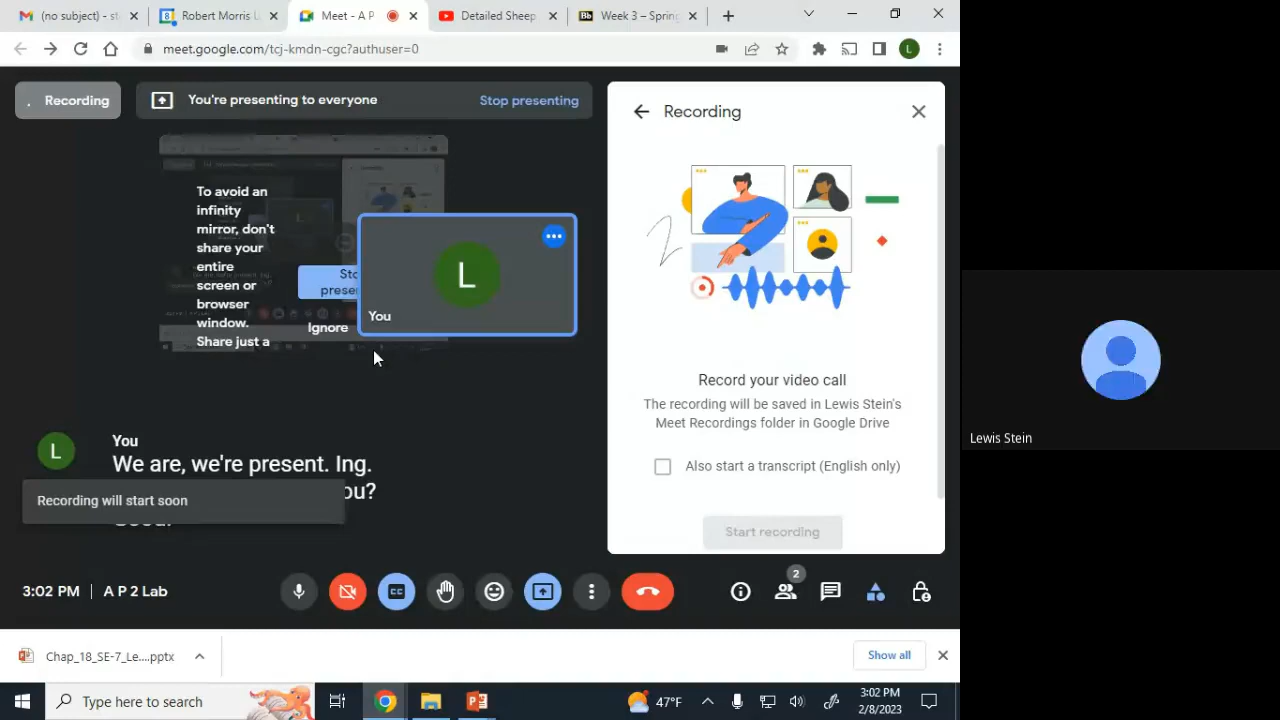 (no subject) - st
Robert Morris U
Meet - A P
Detailed Sheep
Bb
Week 3 – Spring
meet.google.com/tcj-kmdn-cgc?authuser=0
L
Recording
You're presenting to everyone
Stop presenting
Recording
To avoid an
infinity
mirror, don't
share your
entire
screen or
browser
window.
Share just a
Ignore
L
You
Record your video call
The recording will be saved in Lewis Stein's
Meet Recordings folder in Google Drive
Also start a transcript (English only)
Start recording
Lewis Stein
L
You
We are, we're present. Ing.
ou?
Recording will start soon
3:02 PM | A P 2 Lab
CC
2
Chap_18_SE-7_Le....pptx
Show all
Type here to search
47°F
3:02 PM
2/8/2023